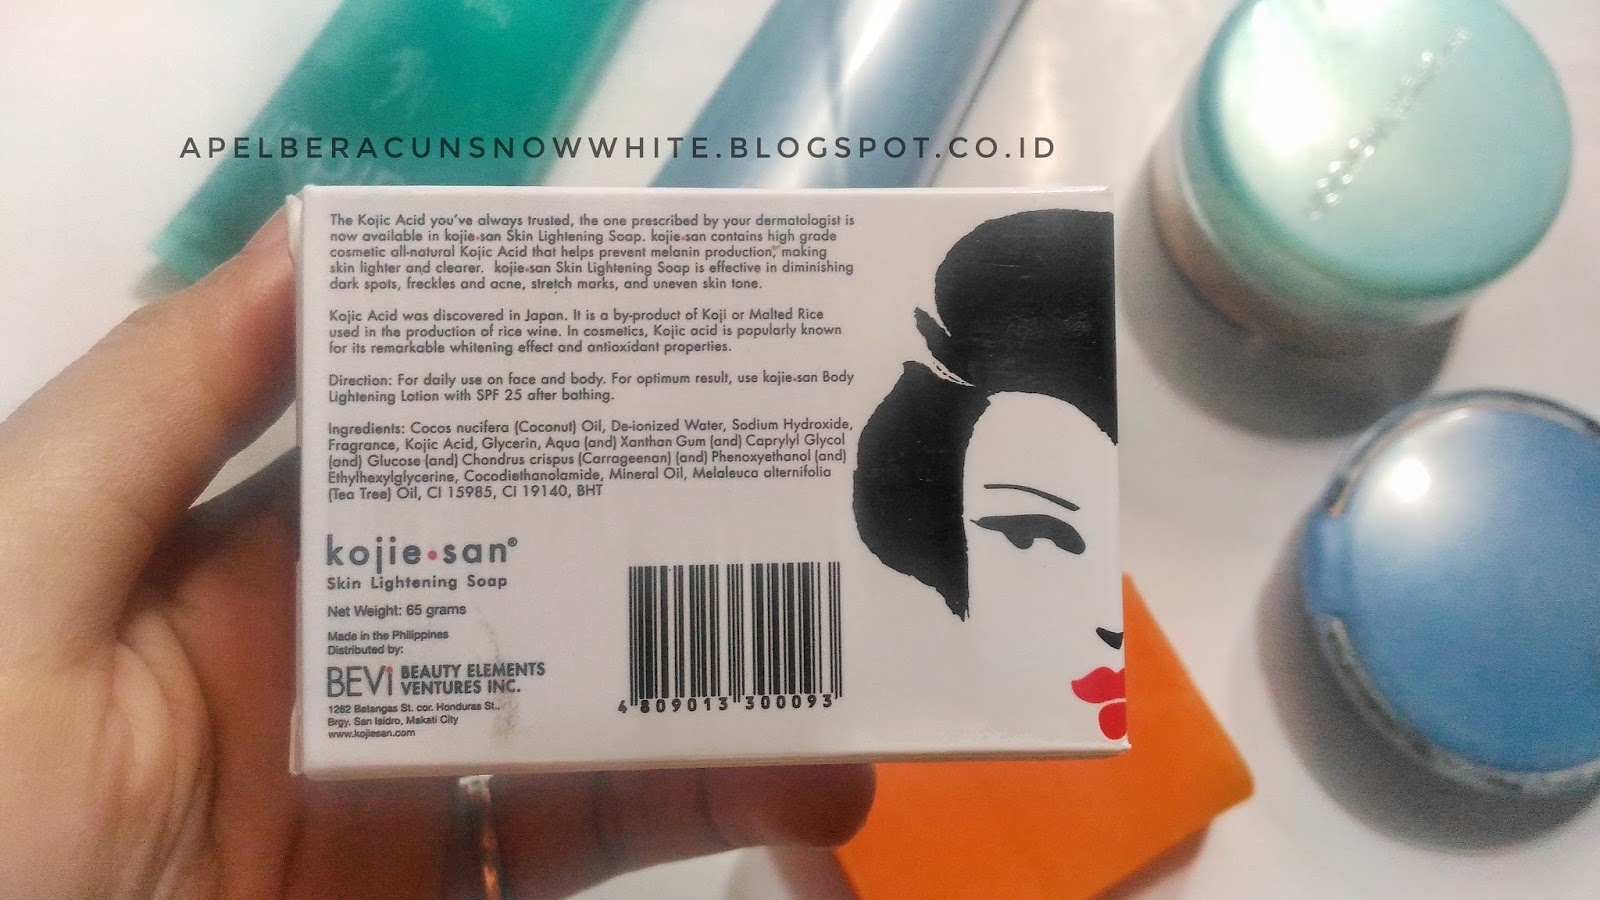 APELBERACUNSNOWWHITE.BLOGSPOT.CO.ID
The Kojic Acid you've always trusted, the one prescribed by your dermatologist is
now available in kojie•san Skin Lightening Soap. kojie•san contains high grade
cosmetic all-natural Kojic Acid that helps prevent melanin production, making
skin lighter and clearer. kojie•san Skin Lightening Soap is effective in diminishing
dark spots, freckles and acne, stretch marks, and uneven skin tone.
Kojic Acid was discovered in Japan. It is a by-product of Koji or Malted Rice
used in the production of rice wine. In cosmetics, Kojic acid is popularly known
for its remarkable whitening effect and antioxidant properties.
Direction: For daily use on face and body. For optimum result, use kojie•san Body
Lightening Lotion with SPF 25 after bathing.
Ingredients: Cocos nucifera (Coconut) Oil, De-ionized Water, Sodium Hydroxide,
Fragrance, Kojic Acid, Glycerin, Aqua (and) Xanthan Gum (and) Caprylyl Glycol
(and) Glucose (and) Chondrus crispus (Carrageenan) (and) Phenoxyethanol (and)
Ethylhexylglycerine, Cocodiethanolamide, Mineral Oil, Melaleuca alternifolia
(Tea Tree) Oil, CI 15985, CI 19140, BHT
kojie•san®
Skin Lightening Soap
Net Weight: 65 grams
Made in the Philippines
Distributed by:
BEVi BEAUTY ELEMENTS
VENTURES INC.
1262 Batangas St. cor. Honduras St.,
Brgy. San Isidro, Makati City
www.kojiesan.com
4 809013 300093